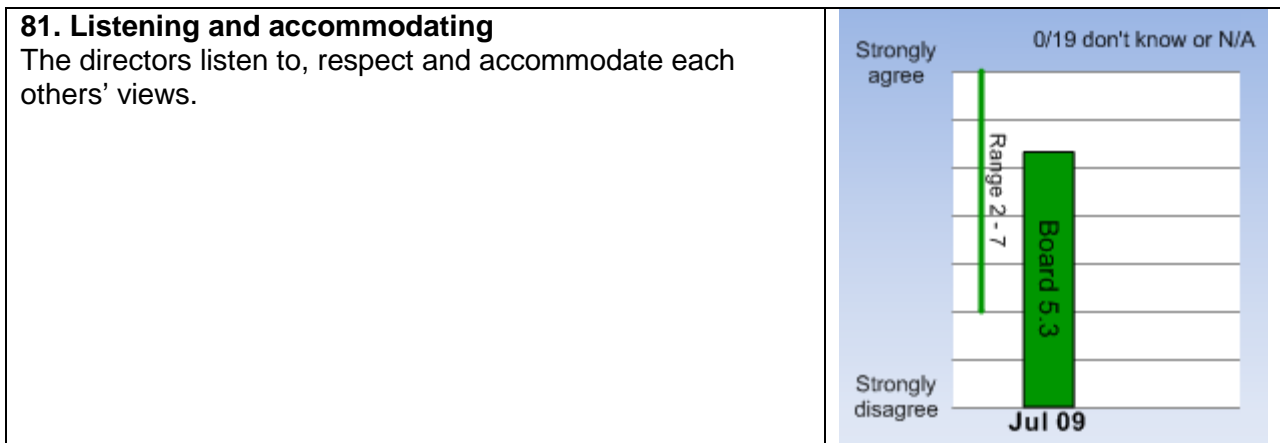 81. Listening and accommodating
The directors listen to, respect and accommodate each
others’ views.
0/19 don't know or N/A
Strongly
agree
Range 2 - 7
Board 5.3
Strongly
disagree
Jul 09